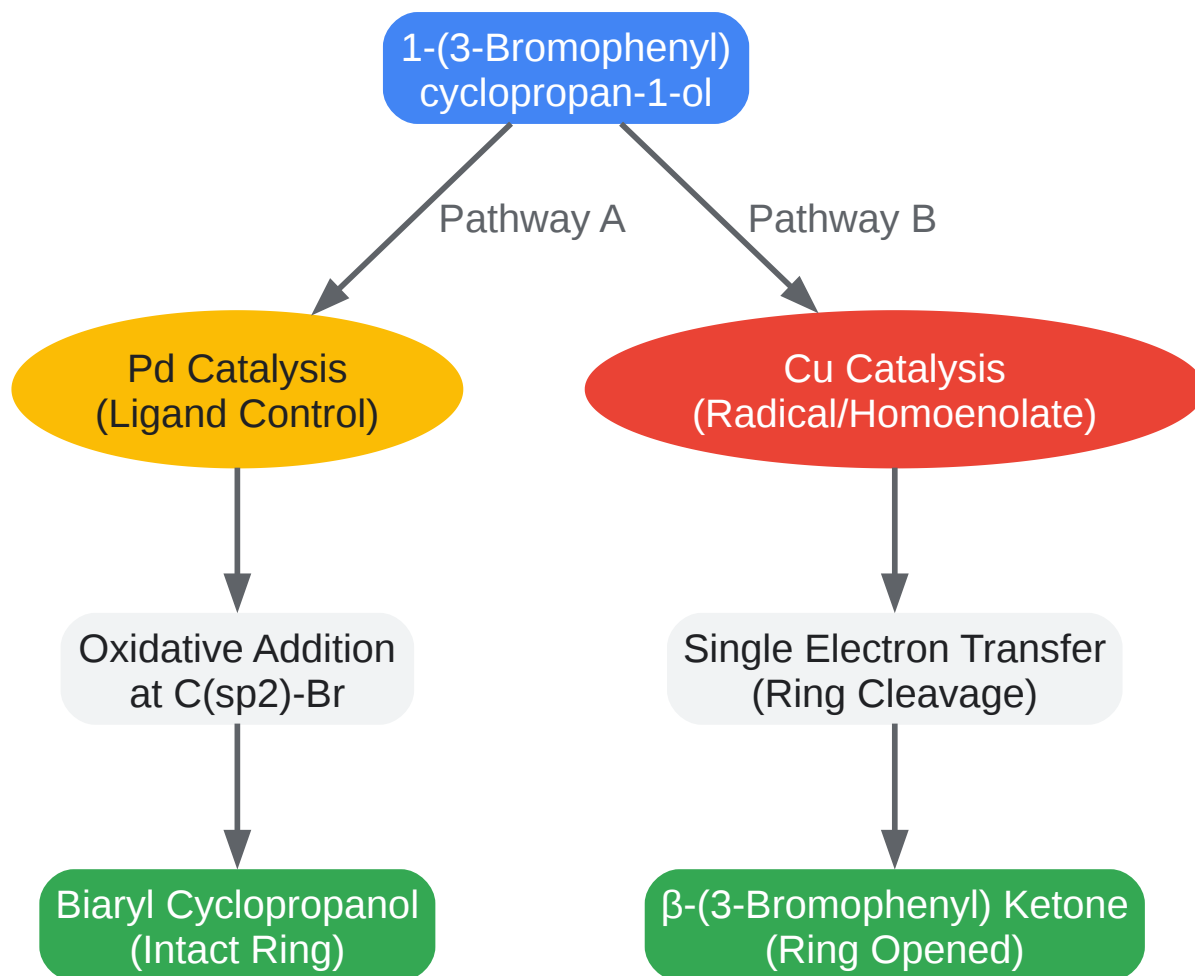 1-(3-Bromophenyl)
cyclopropan-1-ol
Pathway A
Pathway B
Pd Catalysis
(Ligand Control)
Cu Catalysis
(Radical/Homoenolate)
Oxidative Addition
at C(sp2)-Br
Single Electron Transfer
(Ring Cleavage)
Biaryl Cyclopropanol
(Intact Ring)
β-(3-Bromophenyl) Ketone
(Ring Opened)